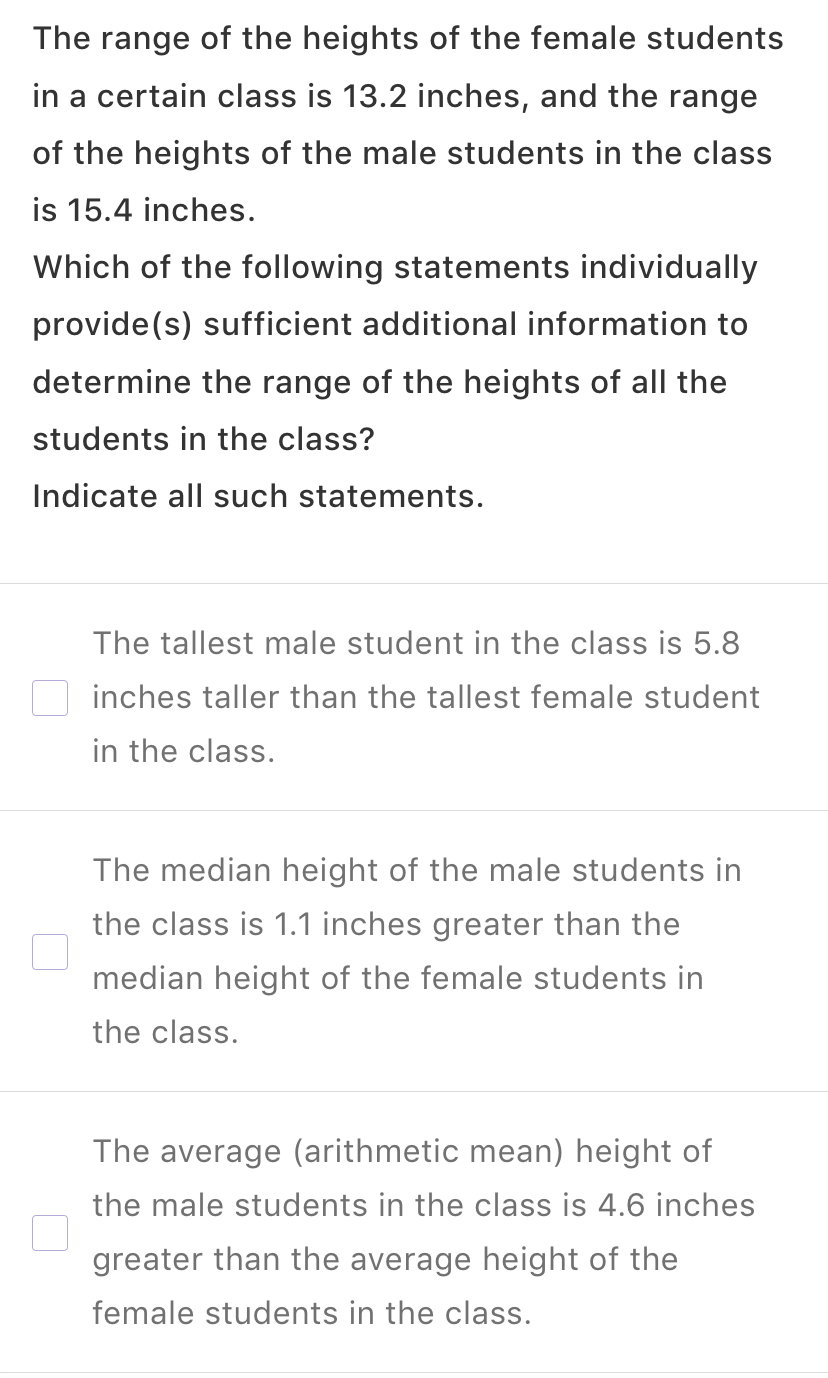 The range of the heights of the female students
in a certain class is 13.2 inches, and the range
of the heights of the male students in the class
is 15.4 inches.
Which of the following statements individually
provide(s) sufficient additional information to
determine the range of the heights of all the
students in the class?
Indicate all such statements.
The tallest male student in the class is 5.8
inches taller than the tallest female student
in the class.
The median height of the male students in
the class is 1.1 inches greater than the
median height of the female students in
the class.
The average (arithmetic mean) height of
the male students in the class is 4.6 inches
greater than the average height of the
female students in the class.